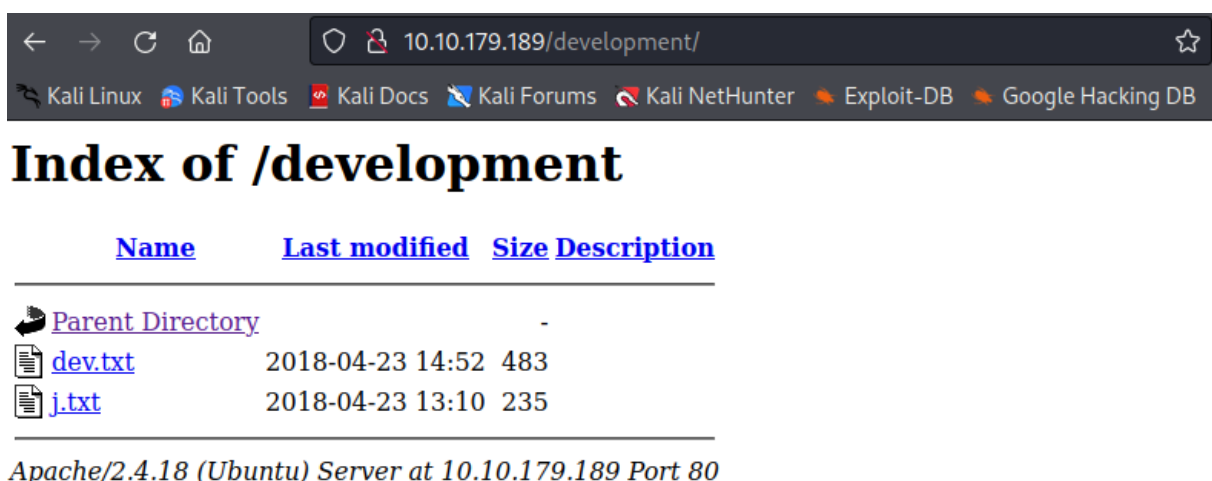 10.10.179.189/development/
Kali Linux Kali Tools Kali Docs Kali Forums Kali NetHunter Exploit-DB Google Hacking DB
Index of /development
Name Last modified Size Description
Parent Directory -
dev.txt 2018-04-23 14:52 483
j.txt 2018-04-23 13:10 235
Apache/2.4.18 (Ubuntu) Server at 10.10.179.189 Port 80